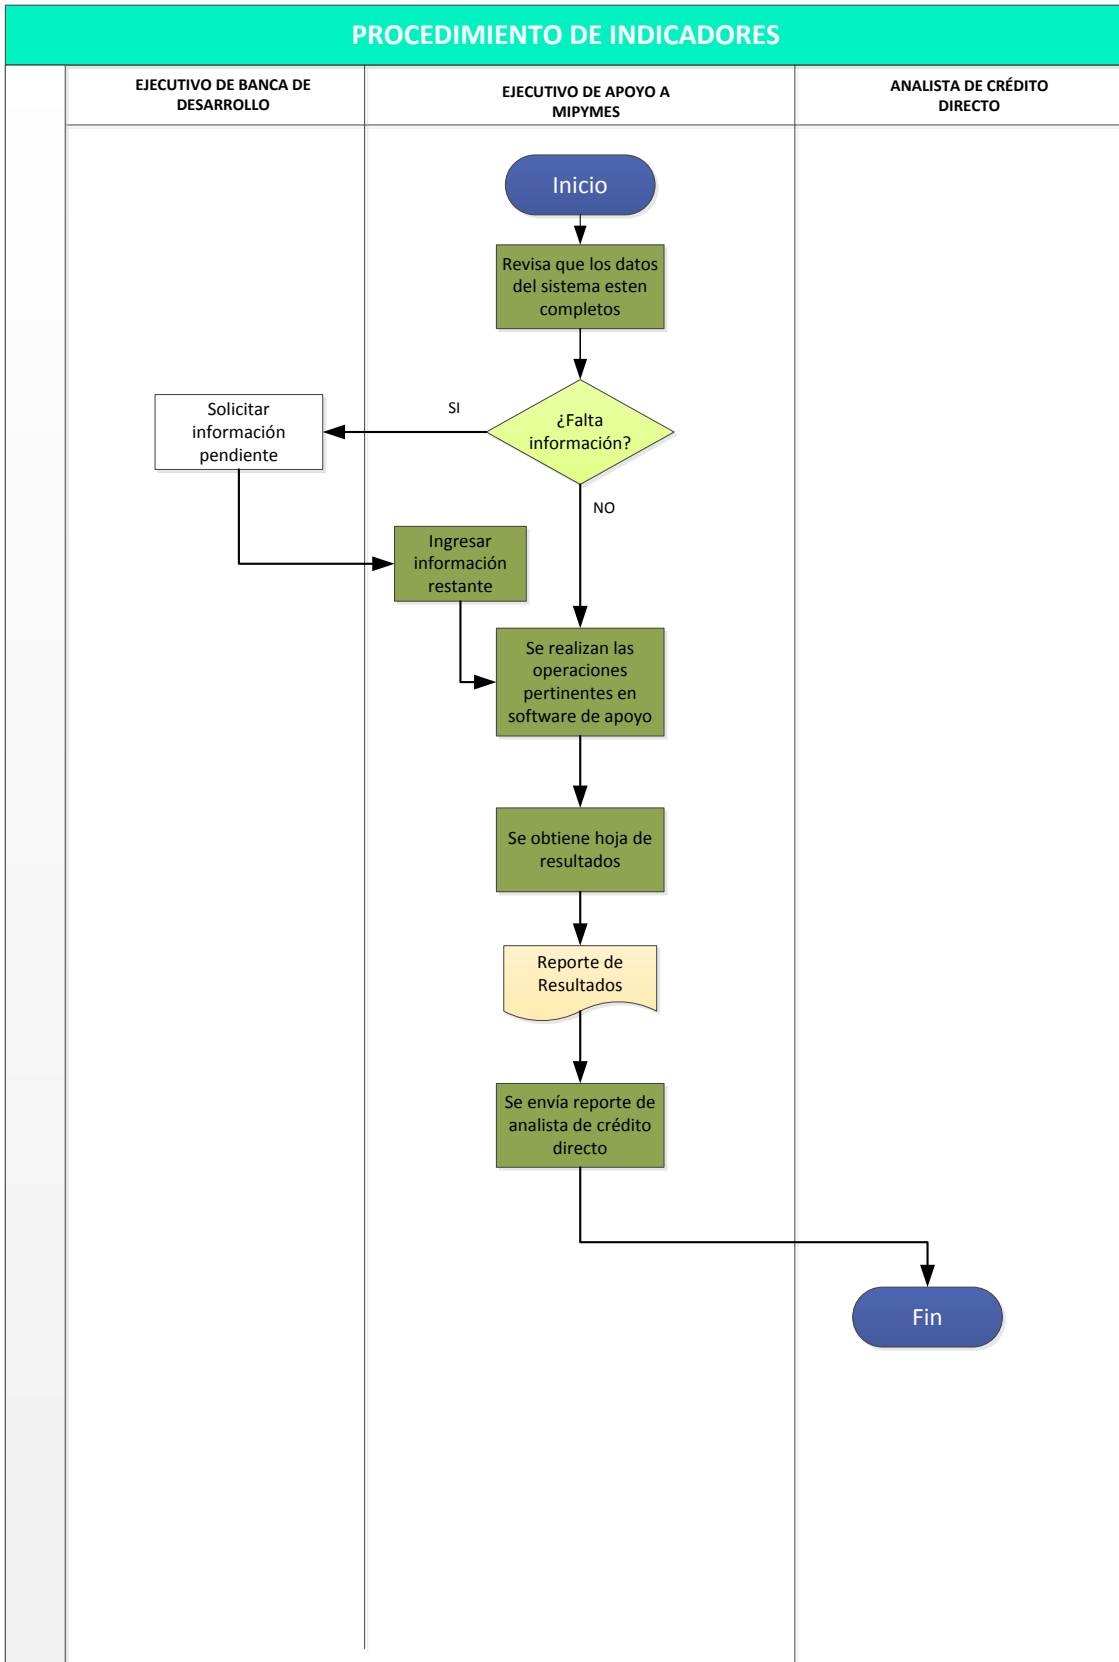 PROCEDIMIENTO DE INDICADORES
EJECUTIVO DE BANCA DE
DESARROLLO
EJECUTIVO DE APOYO A
MIPYMES
ANALISTA DE CRÉDITO
DIRECTO
Inicio
Revisa que los datos
del sistema esten
completos
¿Falta
información?
SI
Solicitar
información
pendiente
NO
Ingresar
información
restante
Se realizan las
operaciones
pertinentes en
software de apoyo
Se obtiene hoja de
resultados
Reporte de
Resultados
Se envía reporte de
analista de crédito
directo
Fin